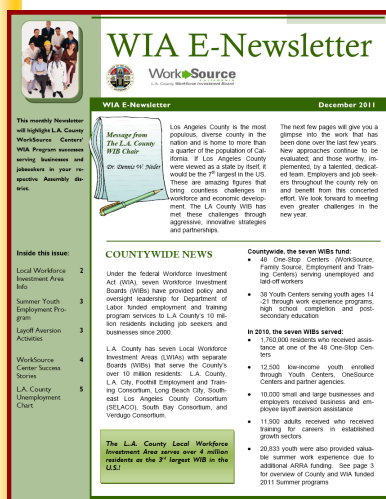 WIA E-Newsletter
WorkSource
CALIFORNIA
L.A. County Workforce Investment Board
WIA E-Newsletter
December 2011
This monthly Newsletter
will highlight L.A. County
WorkSource Centers'
WIA Program successes
serving businesses and
jobseekers in your re-
spective Assembly dis-
trict.
Message from
The L.A. County
WIB Chair
Dr. Dennis W. Neder
Los Angeles County is the most
populous, diverse county in the
nation and is home to more than
a quarter of the population of Cal-
ifornia. If Los Angeles County
were viewed as a state by itself, it
would be the 7th largest in the US.
These are amazing figures that
bring countless challenges in
workforce and economic develop-
ment. The LA County WIB has
met these challenges through
aggressive, innovative strategies
and partnerships.
The next few pages will give you a
glimpse into the work that has
been done over the last few years.
New approaches continue to be
evaluated; and those worthy, im-
plemented, by a talented, dedicat-
ed team. Employers and job seek-
ers throughout the county rely on
and benefit from this concerted
effort. We look forward to meeting
even greater challenges in the
new year.
Inside this issue:
Local Workforce 2
Investment Area
Info
Summer Youth 3
Employment Pro-
gram
Layoff Aversion 3
Activities
WorkSource 4
Center Success
Stories
L.A. County 5
Unemployment
Chart
COUNTYWIDE NEWS
Under the federal Workforce Investment
Act (WIA), seven Workforce Investment
Boards (WIBs) have provided policy and
oversight leadership for Department of
Labor funded employment and training
program services to L.A County's 10 mil-
lion residents including job seekers and
businesses since 2000.
L.A. County has seven Local Workforce
Investment Areas (LWIAs) with separate
Boards (WIBs) that serve the County's
over 10 million residents: L.A. County,
L.A. City, Foothill Employment and Train-
ing Consortium, Long Beach City, South-
east Los Angeles County Consortium
(SELACO), South Bay Consortium, and
Verdugo Consortium.
The L.A. County Local Workforce
Investment Area serves over 4 million
residents as the 3rd largest WIB in the
U.S.!
Countywide, the seven WIBs fund:
• 48 One-Stop Centers (WorkSource,
Family Source, Employment and Train-
ing Centers) serving unemployed and
laid-off workers
• 38 Youth Centers serving youth ages 14
-21 through work experience programs,
high school completion and post-
secondary education
In 2010, the seven WIBs served:
• 1,760,000 residents who received assis-
tance at one of the 48 One-Stop Cen-
ters
• 12,500 low-income youth enrolled
through Youth Centers, OneSource
Centers and partner agencies.
• 10,000 small and large businesses and
employers received business and em-
ployee layoff aversion assistance
• 11,900 adults received who received
training for careers in established
growth sectors
• 20,833 youth were also provided valua-
ble summer work experience due to
additional ARRA funding. See page 3
for overview of County and WIA funded
2011 Summer programs